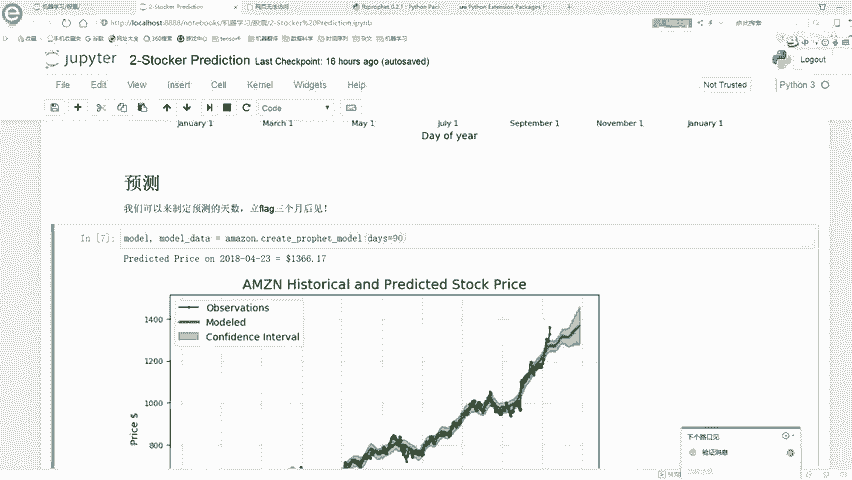 机器学习/股票/
2-Stocker Prediction
网页无法访问
fbprophet 0.2.1 : Python Pack
Python Extension Packages f
http://localhost:8888/notebooks/机器学习/股票/2-Stocker%20Prediction.ipynb
jupyter 2-Stocker Prediction Last Checkpoint: 16 hours ago (autosaved)
Logout
File Edit View Insert Cell Kernel Widgets Help
Not Trusted
Python 3
Code
January 1 March 1 May 1 July 1 September 1 November 1 January 1
Day of year
预测
我们可以来制定预测的天数，立flag三个月后见！
In [7]: model, model_data = amazon.create_prophet_model(days=90)
Predicted Price on 2018-04-23 = $1366.17
AMZN Historical and Predicted Stock Price
Observations
Modeled
Confidence Interval
1400
1200
1000
800
Price $
下个路口见
验证消息